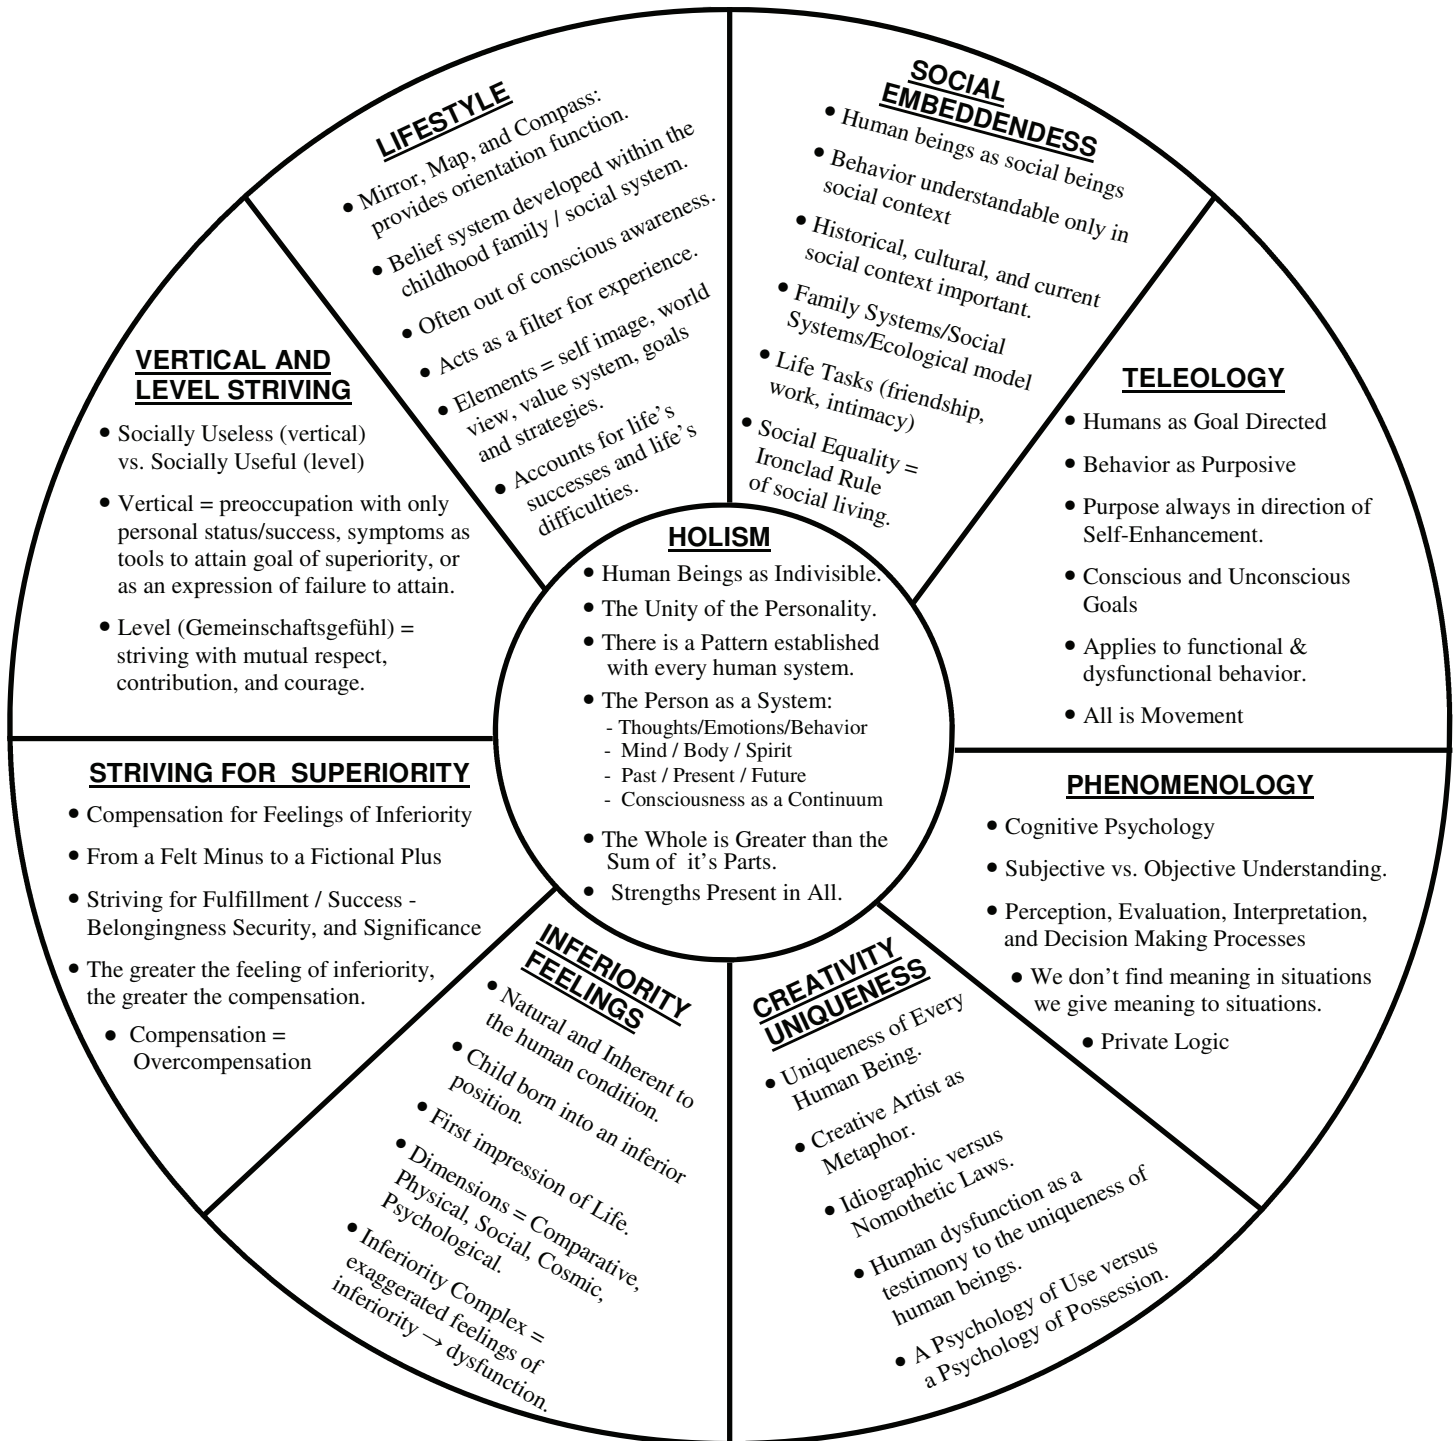 LIFESTYLE
• Mirror, Map, and Compass:
provides orientation function.
• Belief system developed within the
childhood family / social system.
• Often out of conscious awareness.
• Acts as a filter for experience.
• Elements = self image, world
view, value system, goals
and strategies.
• Accounts for life's
successes and life's
difficulties.
SOCIAL
EMBEDDENDESS
• Human beings as social beings
• Behavior understandable only in
social context
• Historical, cultural, and current
social context important.
• Family Systems/Social
Systems/Ecological model
• Life Tasks (friendship,
work, intimacy)
• Social Equality =
Ironclad Rule
of social living.
TELEOLOGY
• Humans as Goal Directed
• Behavior as Purposive
• Purpose always in direction of
Self-Enhancement.
• Conscious and Unconscious
Goals
• Applies to functional &
dysfunctional behavior.
• All is Movement
PHENOMENOLOGY
• Cognitive Psychology
• Subjective vs. Objective Understanding.
• Perception, Evaluation, Interpretation,
and Decision Making Processes
• We don't find meaning in situations
we give meaning to situations.
• Private Logic
CREATIVITY
UNIQUENESS
• Uniqueness of Every
Human Being.
• Creative Artist as
Metaphor.
• Idiographic versus
Nomothetic Laws.
• Human dysfunction as a
testimony to the uniqueness of
human beings.
• A Psychology of Use versus
a Psychology of Possession.
INFERIORITY
FEELINGS
• Natural and Inherent to
the human condition.
• Child born into an inferior
position.
• First impression of Life.
• Dimensions = Comparative,
Physical, Social, Cosmic,
Psychological.
• Inferiority Complex =
exaggerated feelings of
inferiority → dysfunction.
STRIVING FOR SUPERIORITY
• Compensation for Feelings of Inferiority
• From a Felt Minus to a Fictional Plus
• Striving for Fulfillment / Success -
Belongingness Security, and Significance
• The greater the feeling of inferiority,
the greater the compensation.
• Compensation =
Overcompensation
VERTICAL AND
LEVEL STRIVING
• Socially Useless (vertical)
vs. Socially Useful (level)
• Vertical = preoccupation with only
personal status/success, symptoms as
tools to attain goal of superiority, or
as an expression of failure to attain.
• Level (Gemeinschaftsgefühl) =
striving with mutual respect,
contribution, and courage.
HOLISM
• Human Beings as Indivisible.
• The Unity of the Personality.
• There is a Pattern established
with every human system.
• The Person as a System:
- Thoughts/Emotions/Behavior
- Mind / Body / Spirit
- Past / Present / Future
- Consciousness as a Continuum
• The Whole is Greater than the
Sum of it's Parts.
• Strengths Present in All.